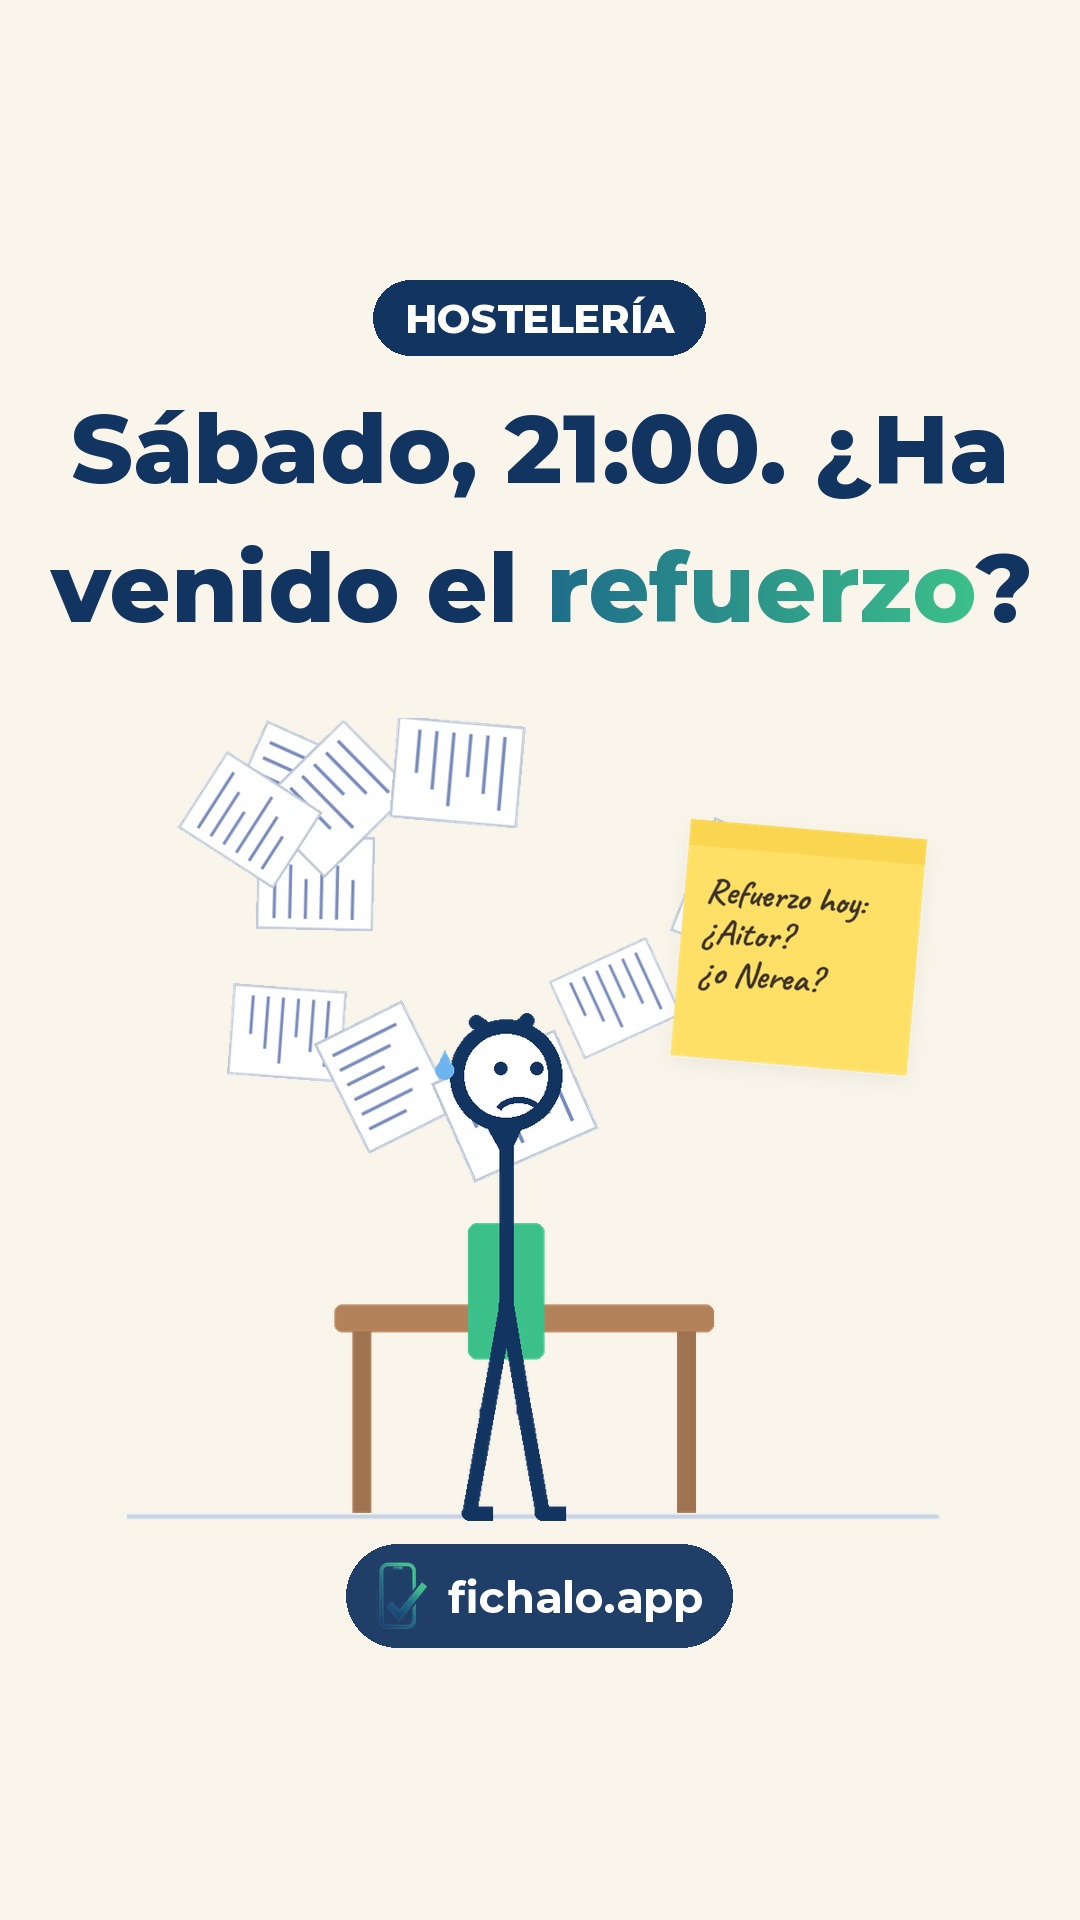 HOSTELERÍA
Sábado, 21:00. ¿Ha
venido el refuerzo?
Refuerzo hoy:
¿Aitor?
¿o Nerea?
fichalo.app